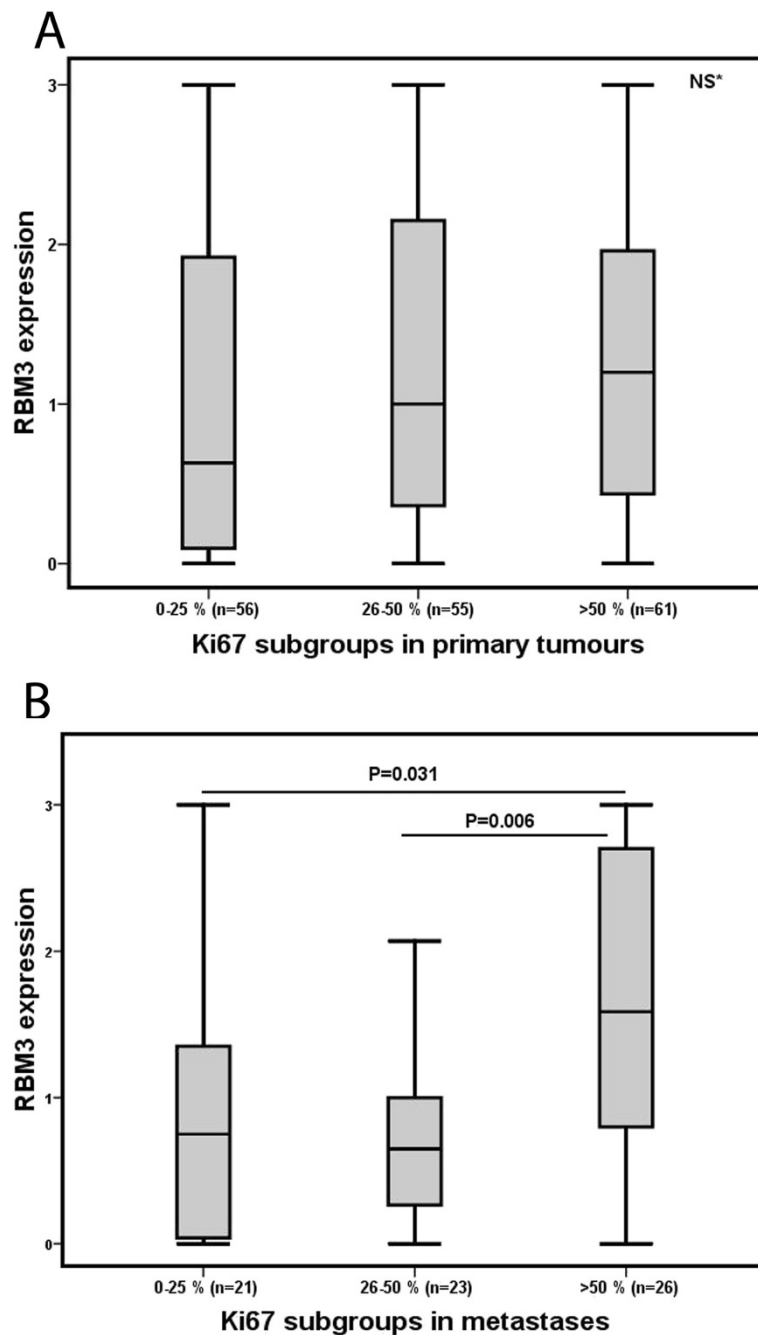 A
NS*
3
2
1
0
RBM3 expression
0-25 % (n=56) 26-50 % (n=55) >50 % (n=61)
Ki67 subgroups in primary tumours
B
P=0.031
P=0.006
3
2
1
0
RBM3 expression
0-25 % (n=21) 26-50 % (n=23) >50 % (n=26)
Ki67 subgroups in metastases